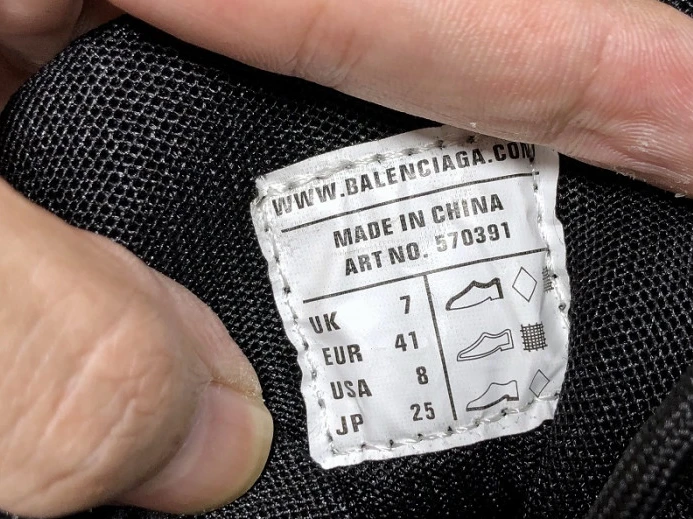 WWW.BALENCIAGA.COM
MADE IN CHINA
ART NO. 570391
UK 7
EUR 41
USA 8
JP 25